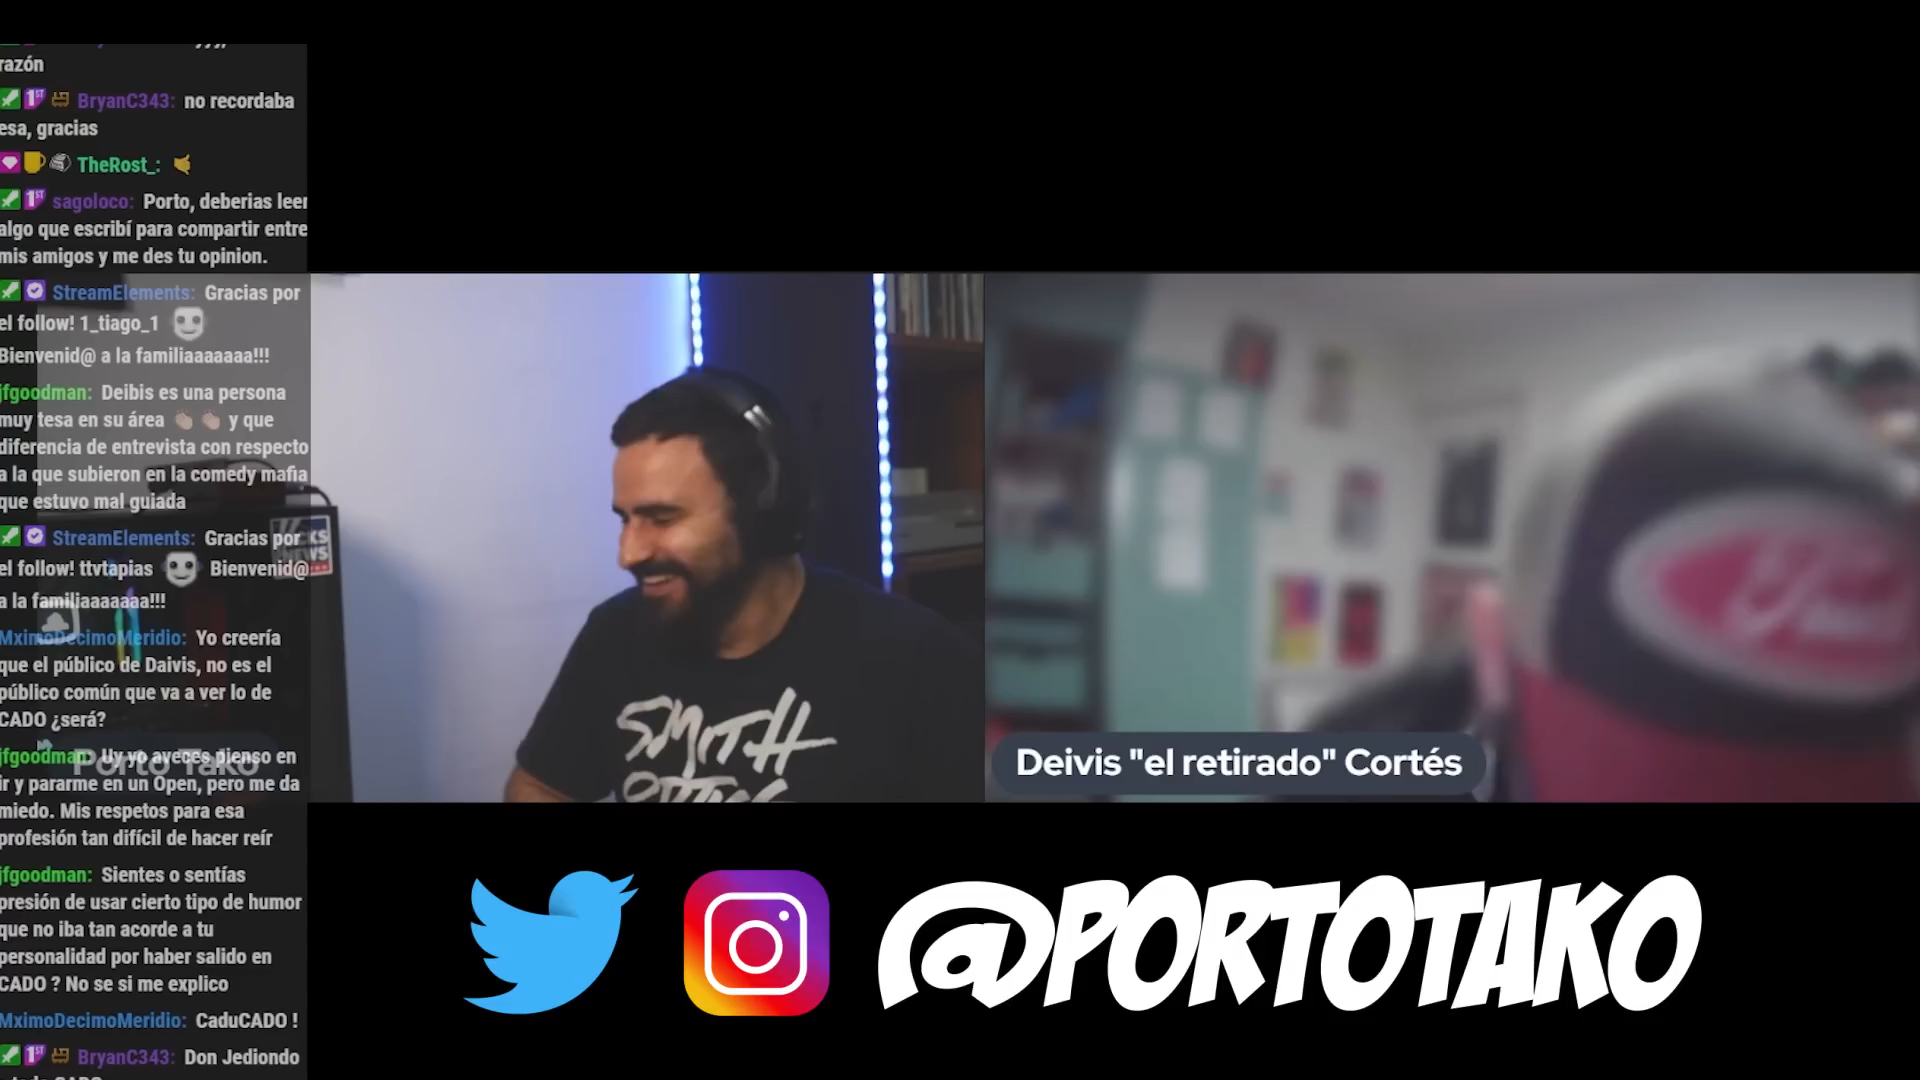 razón
BryanC343: no recordaba
esa, gracias
TheRost_:
sagoloco: Porto, deberias leer
algo que escribí para compartir entre
mis amigos y me des tu opinion.
StreamElements: Gracias por
el follow! 1_tiago_1
Bienvenid@ a la familiaaaaaaa!!!
jfgoodman: Deibis es una persona
muy tesa en su área y que
diferencia de entrevista con respecto
a la que subieron en la comedy mafia
que estuvo mal guiada
StreamElements: Gracias por
el follow! ttvtapias Bienvenid@
a la familiaaaaaaa!!!
MximoDecimoMeridio: Yo creería
que el público de Daivis, no es el
público común que va a ver lo de
CADO ¿será?
jfgoodman: Uy yo aveces pienso en
ir y pararme en un Open, pero me da
miedo. Mis respetos para esa
profesión tan difícil de hacer reír
jfgoodman: Sientes o sentías
presión de usar cierto tipo de humor
que no iba tan acorde a tu
personalidad por haber salido en
CADO ? No se si me explico
MximoDecimoMeridio: CaduCADO !
BryanC343: Don Jediondo
NEWS
Porto Tako
SMITH
Deivis "el retirado" Cortés
@PORTOTAKO